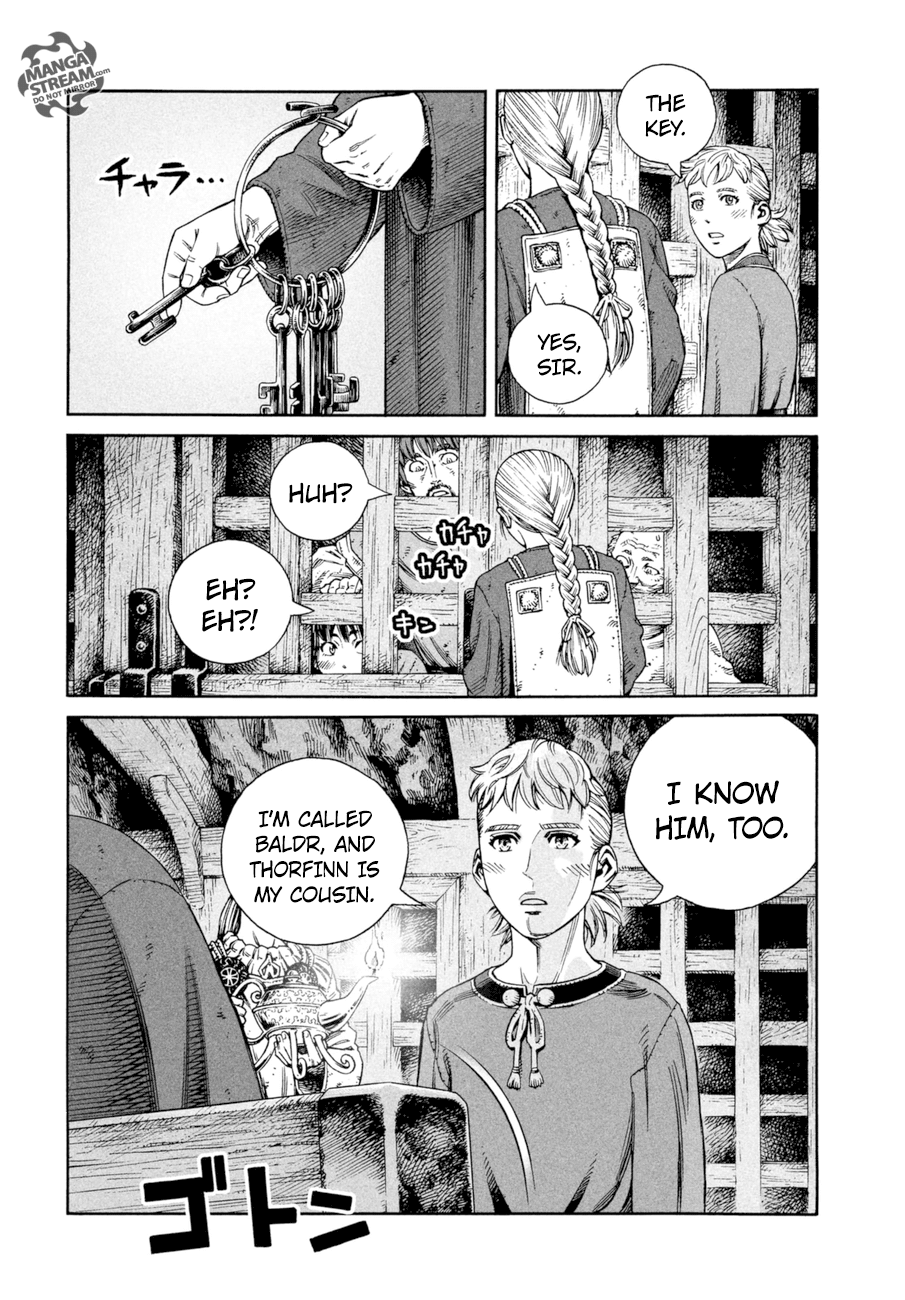 MANGA
STREAM.com
DO NOT MIRROR
THE
KEY.
YES,
SIR.
チャラ…
HUH?
EH?
EH?!
カチャ
カチャ
キン
I KNOW
HIM, TOO.
I'M CALLED
BALDR, AND
THORFINN IS
MY COUSIN.
ゴトン